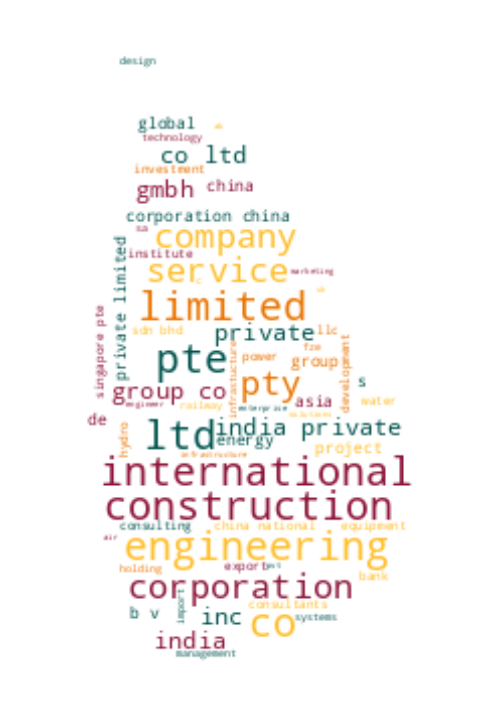 design
global
technology
co ltd
investment
gmbh china
corporation china
sa
company
institute
private limited
service
marketing
c
limited
singapore pte
sdn bhd
private
llc
infrastructure
development
pte
fze
power
group
group co
pty
s
engineer
railway
enterprise
asia
water
solutions
de
hydro
ltd
india private
energy
project
infrastructure
international
construction
consulting
china national
equipment
air
engineering
holding
export
bank
corporation
import
consultants
b v
inc
co
systems
india
management